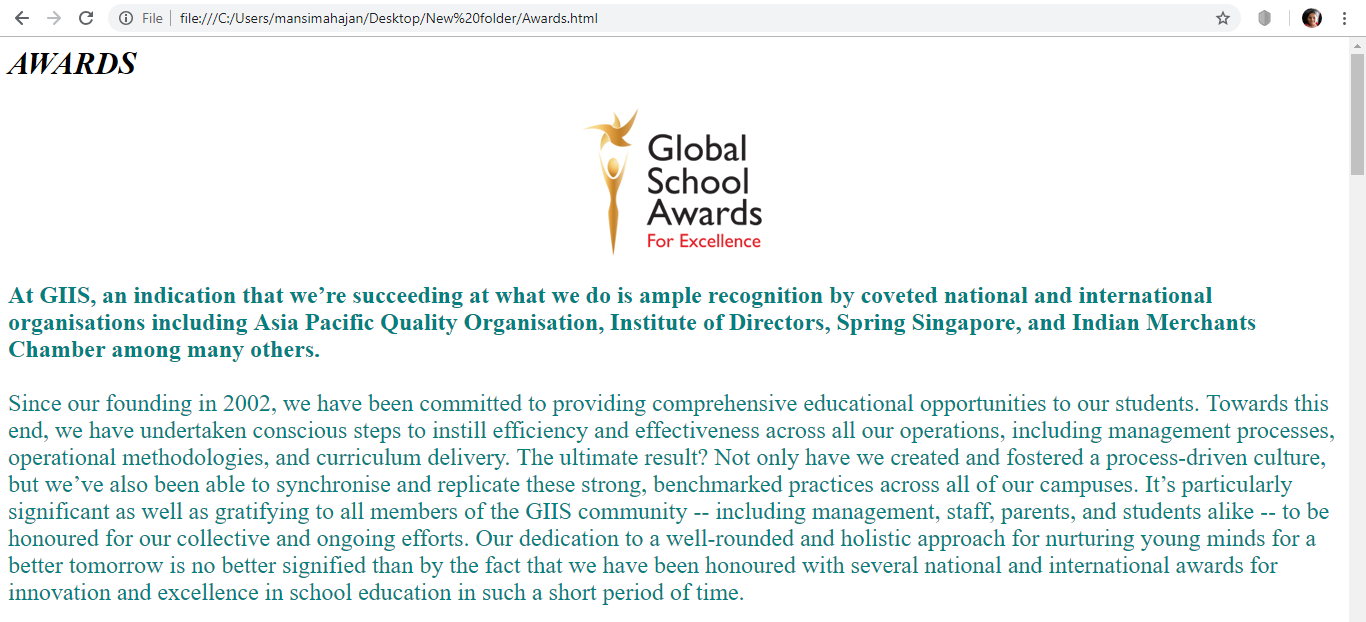 File
file:///C:/Users/mansimahajan/Desktop/New%20folder/Awards.html
AWARDS
Global
School
Awards
For Excellence
At GIIS, an indication that we’re succeeding at what we do is ample recognition by coveted national and international
organisations including Asia Pacific Quality Organisation, Institute of Directors, Spring Singapore, and Indian Merchants
Chamber among many others.
Since our founding in 2002, we have been committed to providing comprehensive educational opportunities to our students. Towards this
end, we have undertaken conscious steps to instill efficiency and effectiveness across all our operations, including management processes,
operational methodologies, and curriculum delivery. The ultimate result? Not only have we created and fostered a process-driven culture,
but we’ve also been able to synchronise and replicate these strong, benchmarked practices across all of our campuses. It’s particularly
significant as well as gratifying to all members of the GIIS community -- including management, staff, parents, and students alike -- to be
honoured for our collective and ongoing efforts. Our dedication to a well-rounded and holistic approach for nurturing young minds for a
better tomorrow is no better signified than by the fact that we have been honoured with several national and international awards for
innovation and excellence in school education in such a short period of time.